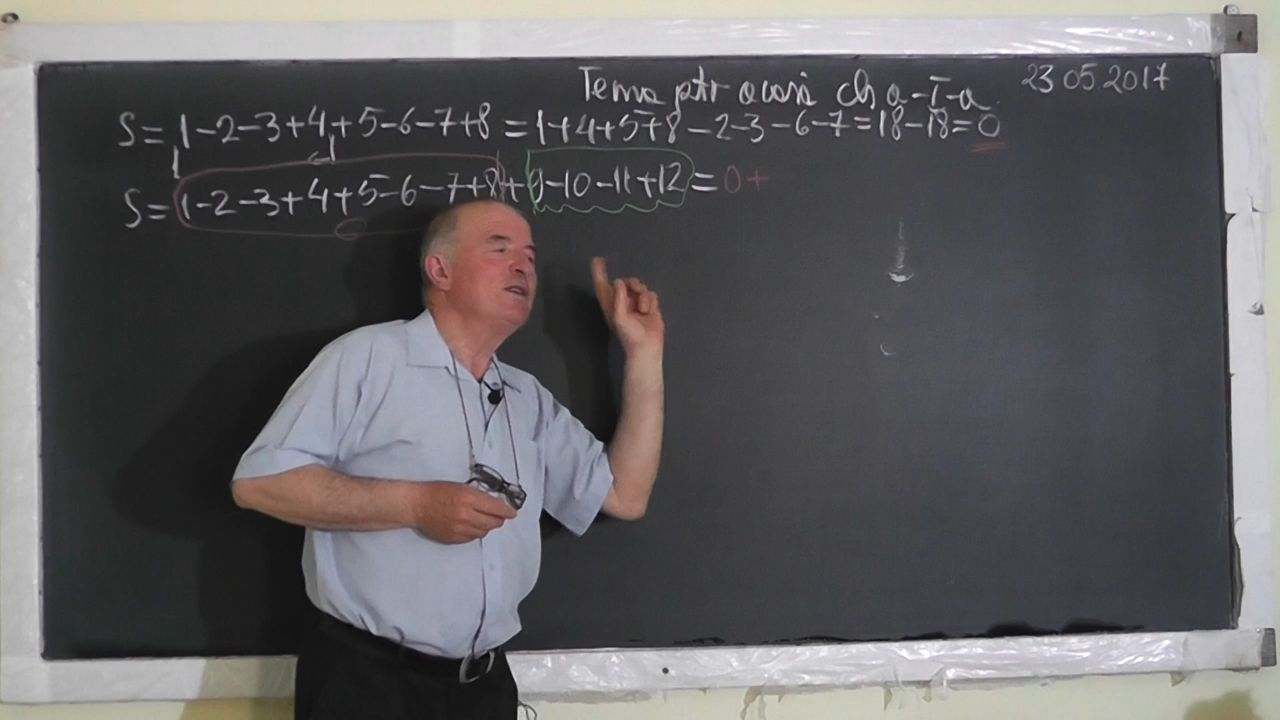 Tema ptr acasă cls a-V-a 23 05 2017
S = 1-2-3+4+5-6-7+8 = 1+4+5+8-2-3-6-7 = 18-18 = 0
S = 1-2-3+4+5-6-7+8+9-10-11+12 = 0+